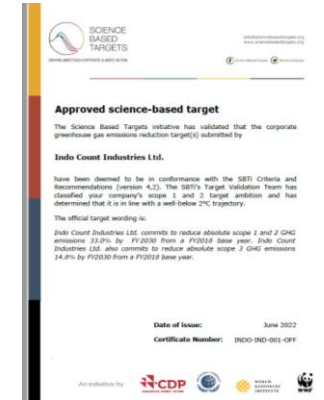 SCIENCE
BASED
TARGETS
DRIVING AMBITIOUS CORPORATE CLIMATE ACTION
Approved science-based target
The Science Based Targets initiative has validated that the corporate
greenhouse gas emissions reduction target(s) submitted by
Indo Count Industries Ltd.
have been deemed to be in conformance with the SBTi Criteria and
Recommendations (version 4.2). The SBTi's Target Validation Team has
classified your company's scope 1 and 2 target ambition and has
determined that it is in line with a well-below 2°C trajectory.
The official target wording is:
Indo Count Industries Ltd. commits to reduce absolute scope 1 and 2 GHG
emissions 33.0% by FY2030 from a FY2018 base year. Indo Count
Industries Ltd. also commits to reduce absolute scope 3 GHG emissions
14.8% by FY2030 from a FY2018 base year.
Date of issue: June 2022
Certificate Number: INDO-IND-001-OFF
An initiative by CDP WORLD RESOURCES INSTITUTE WWF